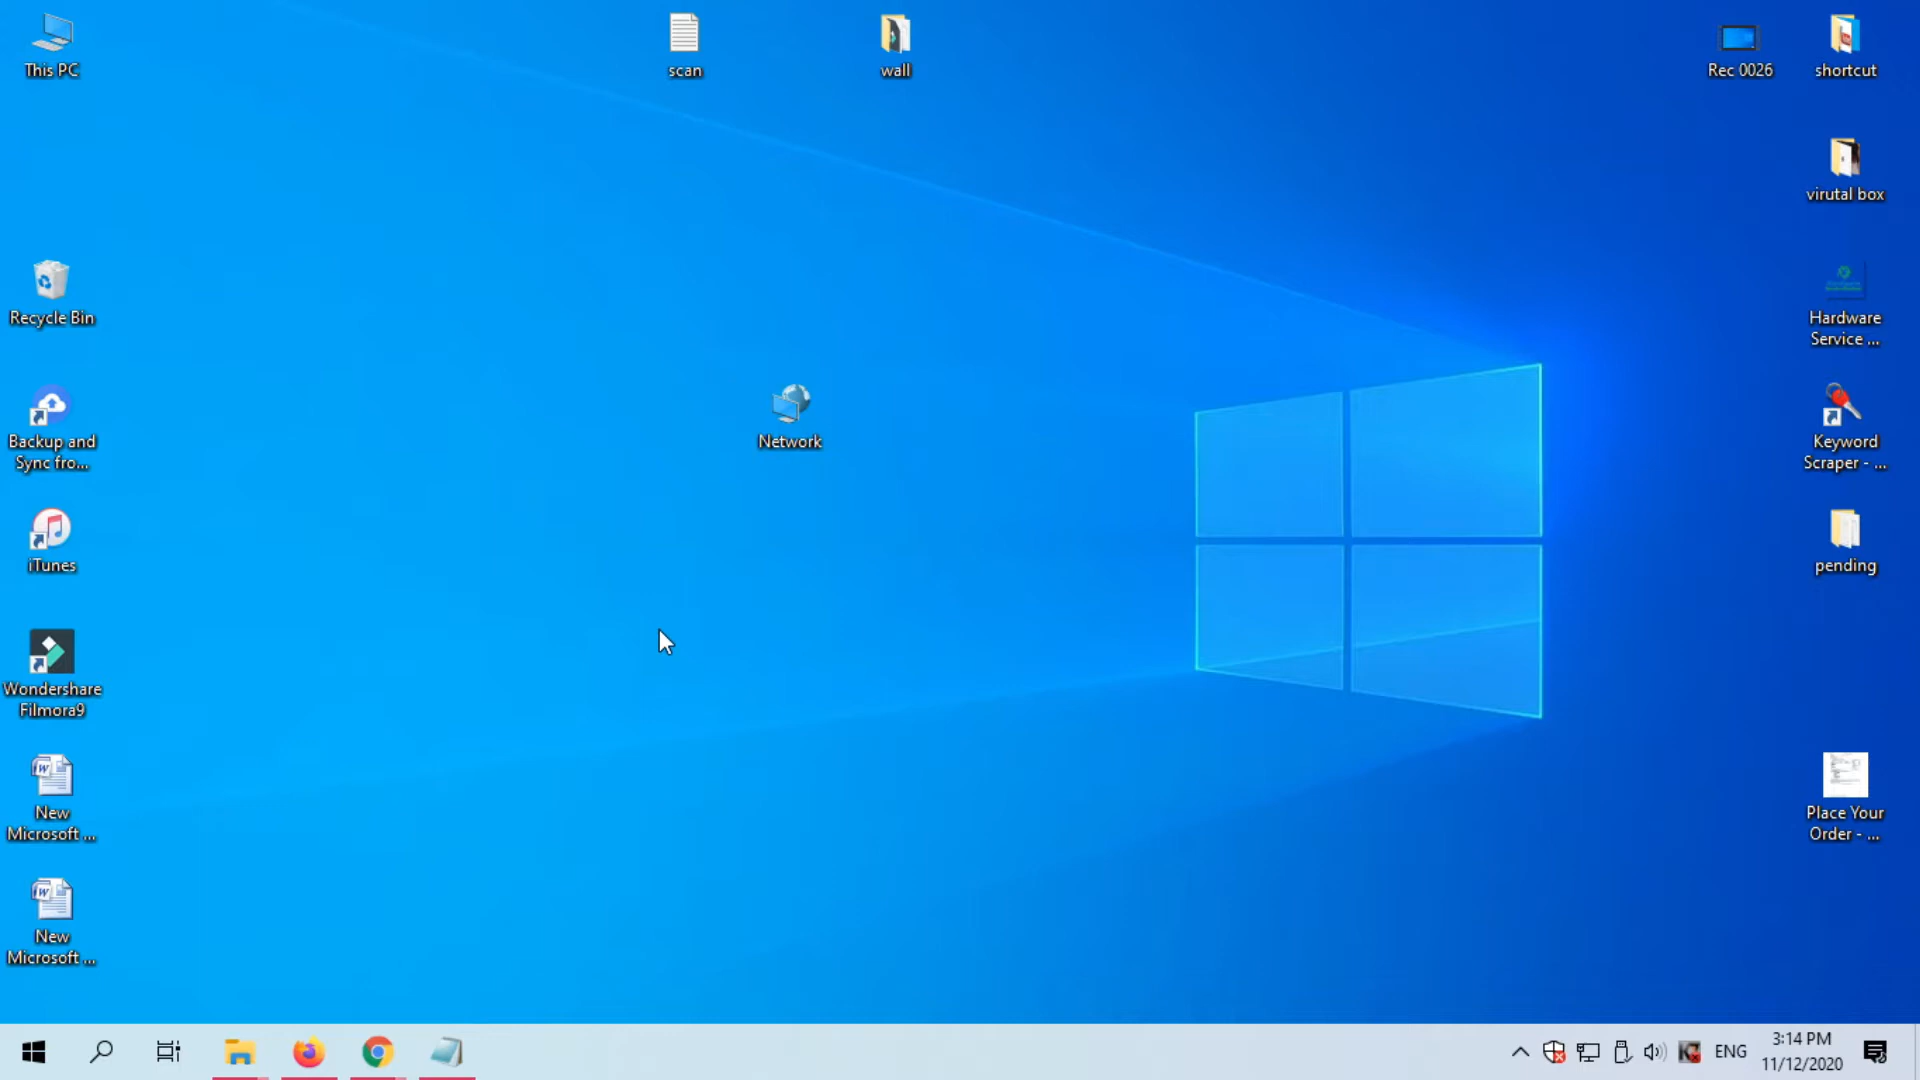 This PC
scan
wall
Rec 0026
shortcut
virutal box
Recycle Bin
Hardware
Service ...
Backup and
Sync fro...
Network
Keyword
Scraper - ...
iTunes
pending
Wondershare
Filmora9
New
Microsoft ...
Place Your
Order - ...
New
Microsoft ...
ENG
3:14 PM
11/12/2020